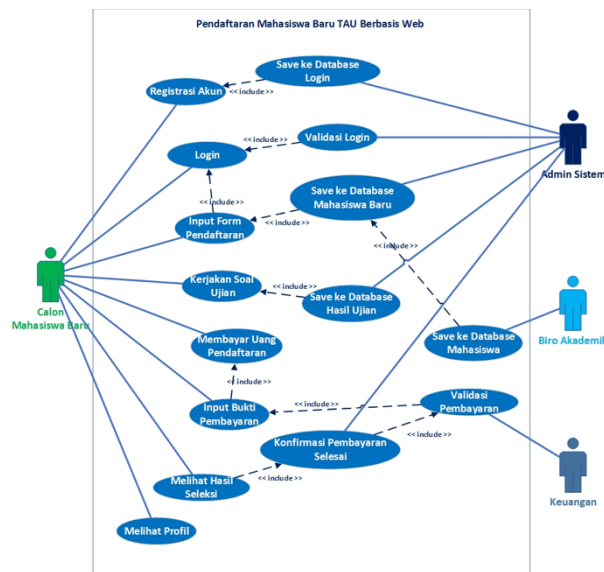 Pendaftaran Mahasiswa Baru TAU Berbasis Web
Save ke Database
Login
<< include >>
Registrasi Akun
Validasi Login
<< include >>
Login
Admin Sistem
Save ke Database
Mahasiswa Baru
<< include >>
<< include >>
Input Form
Pendaftaran
Calon
Mahasiswa Baru
Kerjakan Soal
Ujian
<< include >>
Save ke Database
Hasil Ujian
<< include >>
Save ke Database
Mahasiswa
Biro Akademik
Membayar Uang
Pendaftaran
<< include >>
Input Bukti
Pembayaran
<< include >>
Validasi
Pembayaran
<< include >>
Konfirmasi Pembayaran
Selesai
<< include >>
Melihat Hasil
Seleksi
Keuangan
Melihat Profil